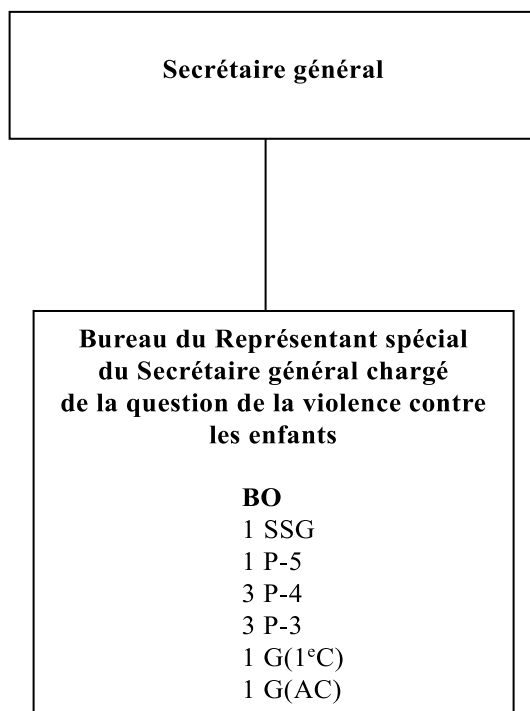 Secrétaire général
Bureau du Représentant spécial
du Secrétaire général chargé
de la question de la violence contre
les enfants
BO
1 SSG
1 P-5
3 P-4
3 P-3
1 G(1ᵉC)
1 G(AC)